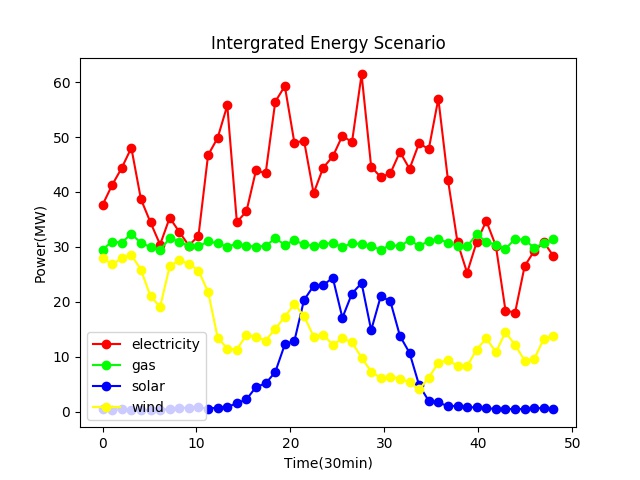 Intergrated Energy Scenario
Power(MW)
60
50
40
30
20
10
0
electricity
gas
solar
wind
0 10 20 30 40 50
Time(30min)